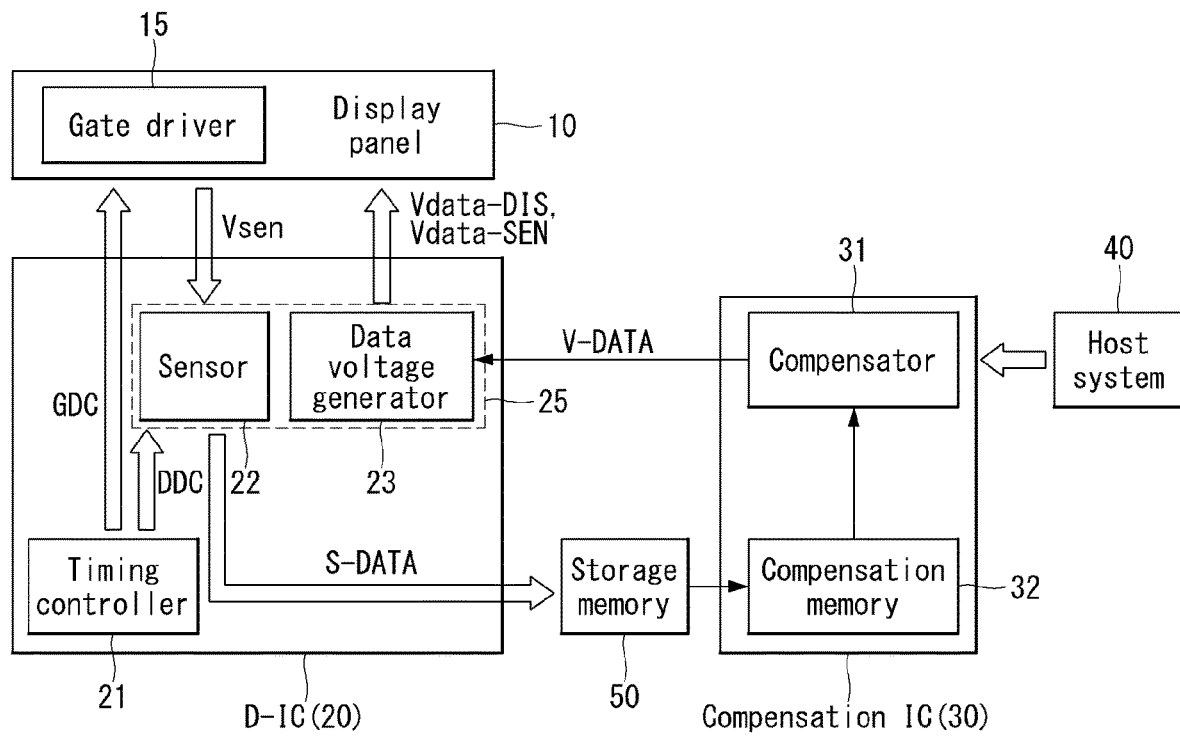 15
Gate driver
Display
panel
10
Vsen
Vdata-DIS,
Vdata-SEN
31
40
Sensor
Data
voltage
generator
V-DATA
Compensator
Host
system
GDC
25
DDC
22
23
Timing
controller
S-DATA
Storage
memory
Compensation
memory
32
21
D-IC(20)
50
Compensation IC(30)